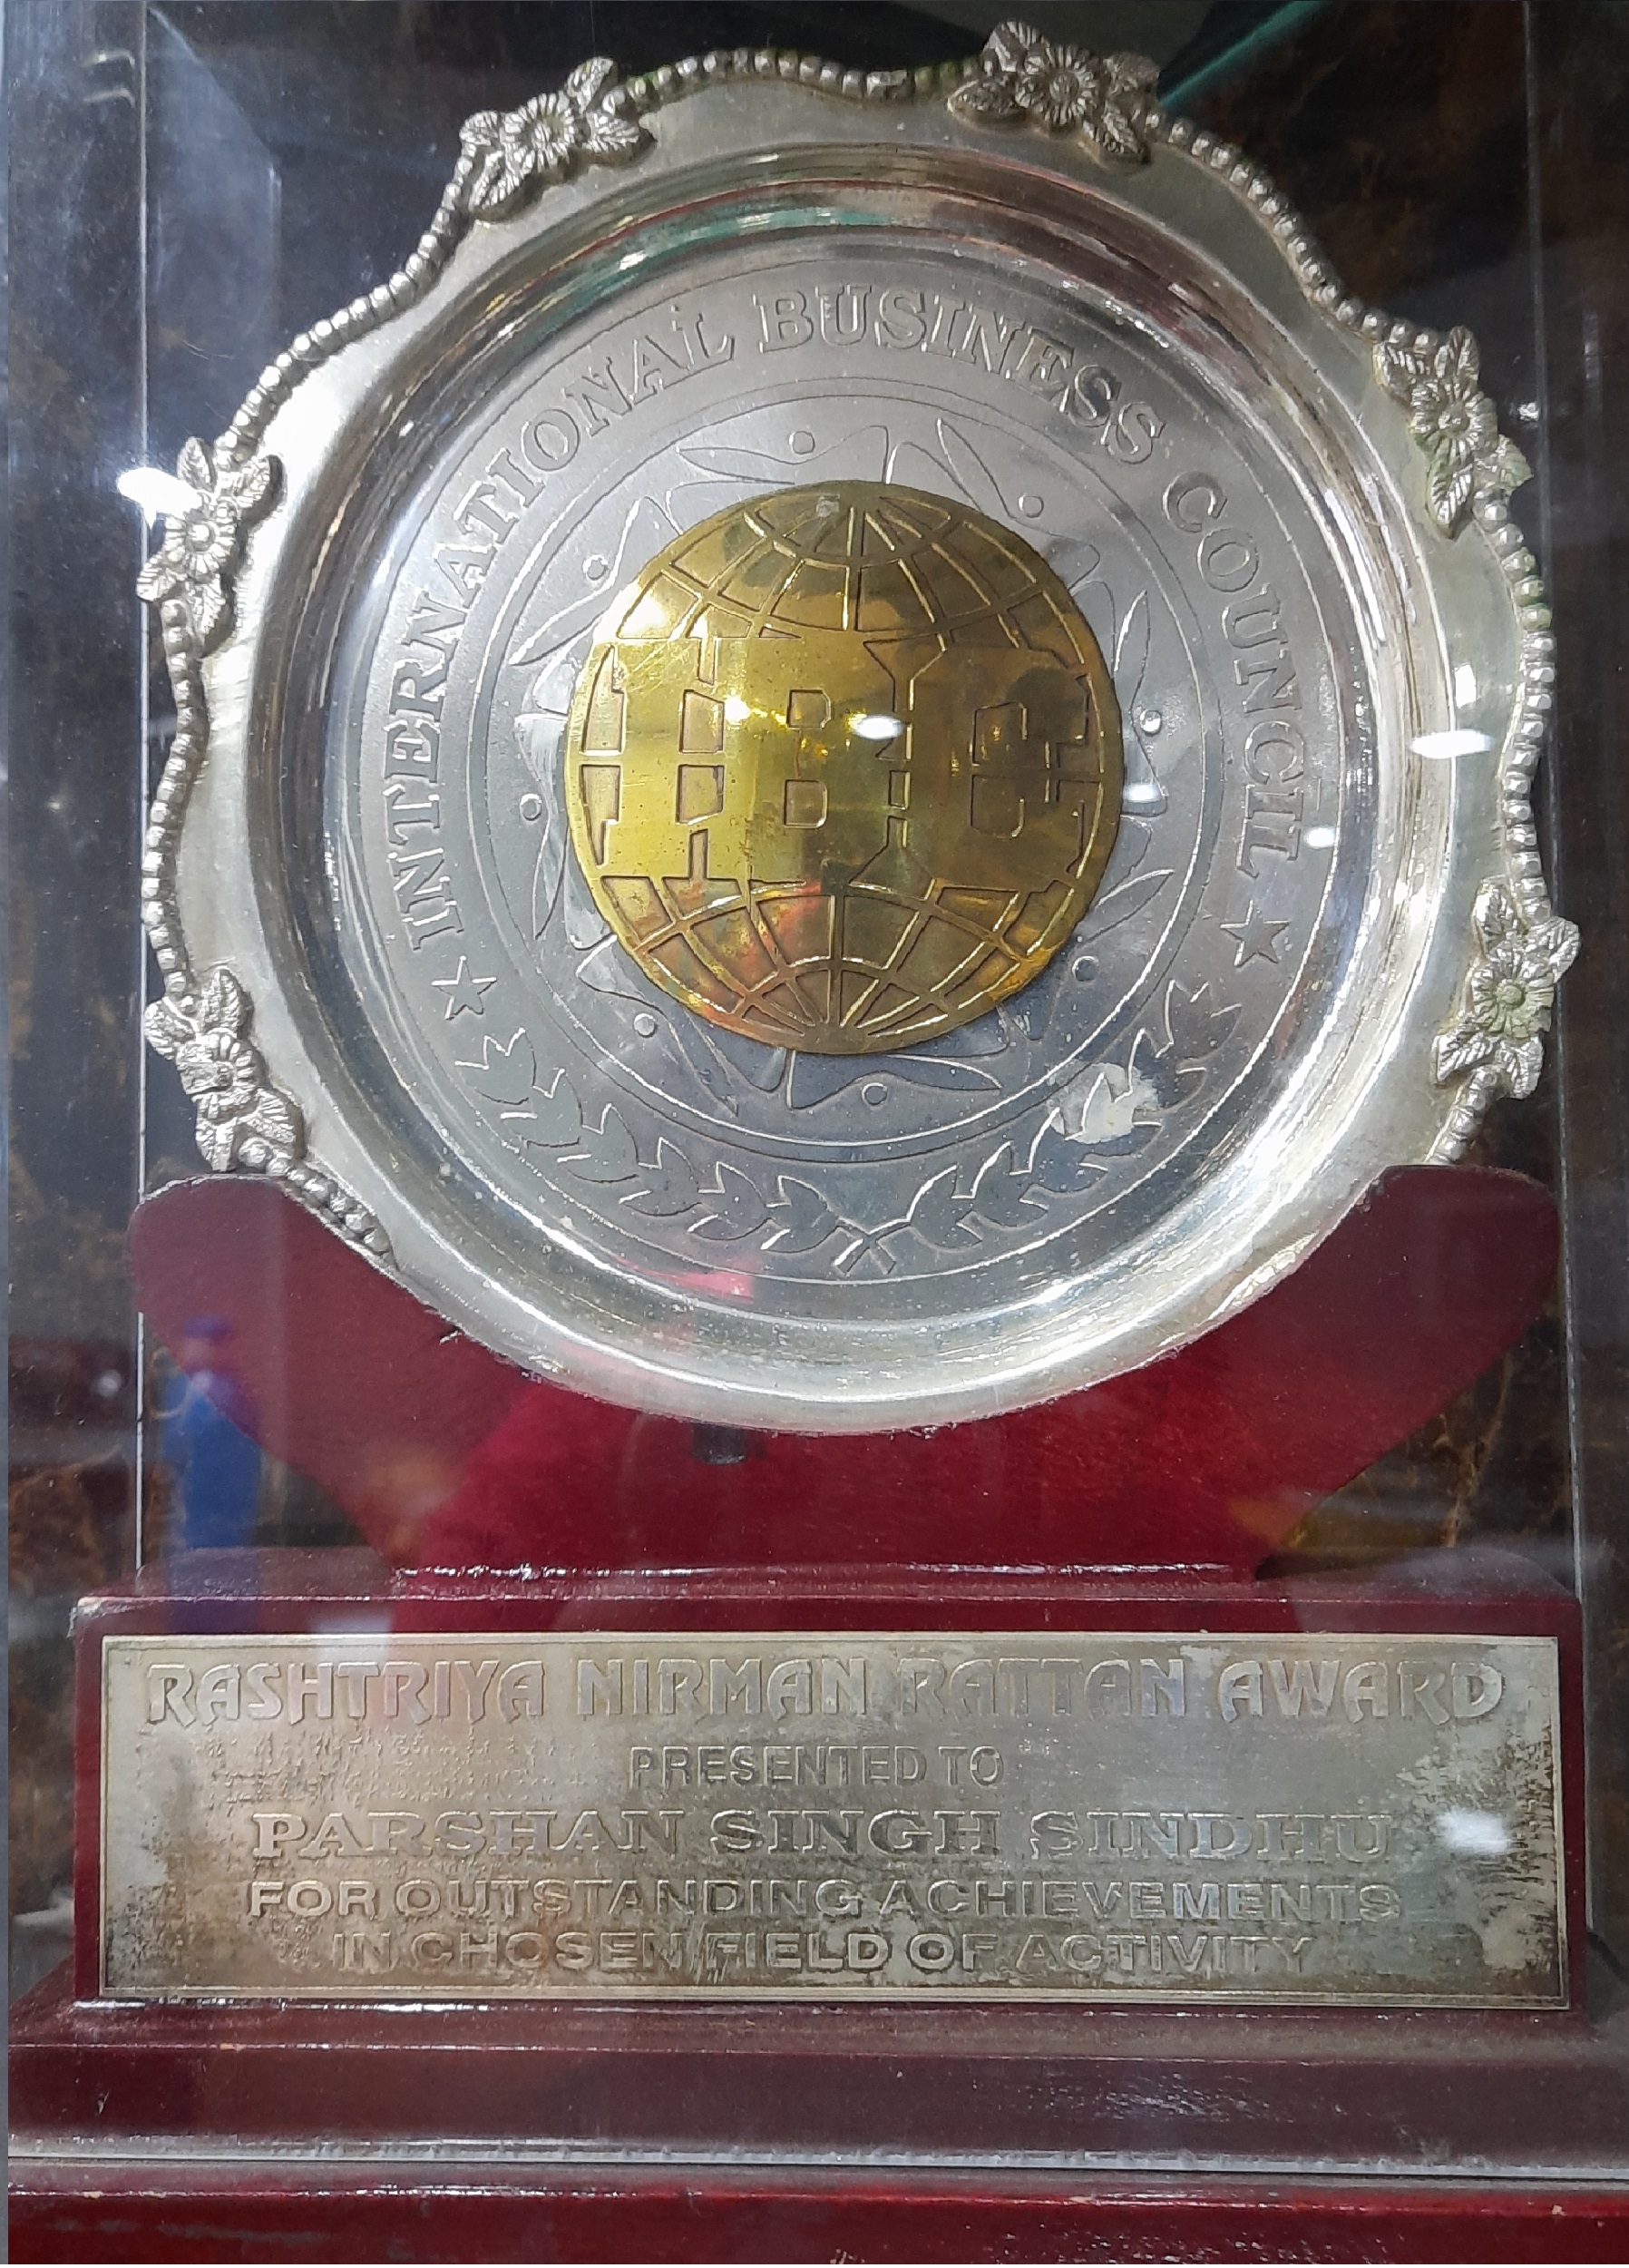 INTERNATIONAL BUSINESS COUNCIL
IBC
RASHTRIYA NIRMAN RATTAN AWARD
PRESENTED TO
PARSHAN SINGH SINDHU
FOR OUTSTANDING ACHIEVEMENTS
IN CHOSEN FIELD OF ACTIVITY